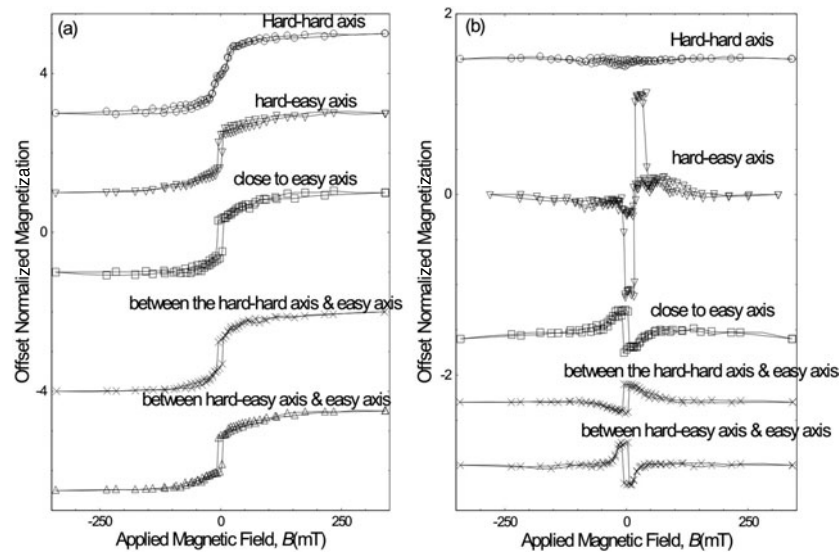 (a)
Hard-hard axis
hard-easy axis
close to easy axis
between the hard-hard axis & easy axis
between hard-easy axis & easy axis
4
0
-4
Offset Normalized Magnetization
-250
0
250
Applied Magnetic Field, B(mT)
(b)
Hard-hard axis
hard-easy axis
close to easy axis
between the hard-hard axis & easy axis
between hard-easy axis & easy axis
2
0
-2
Offset Normalized Magnetization
-250
0
250
Applied Magnetic Field, B(mT)